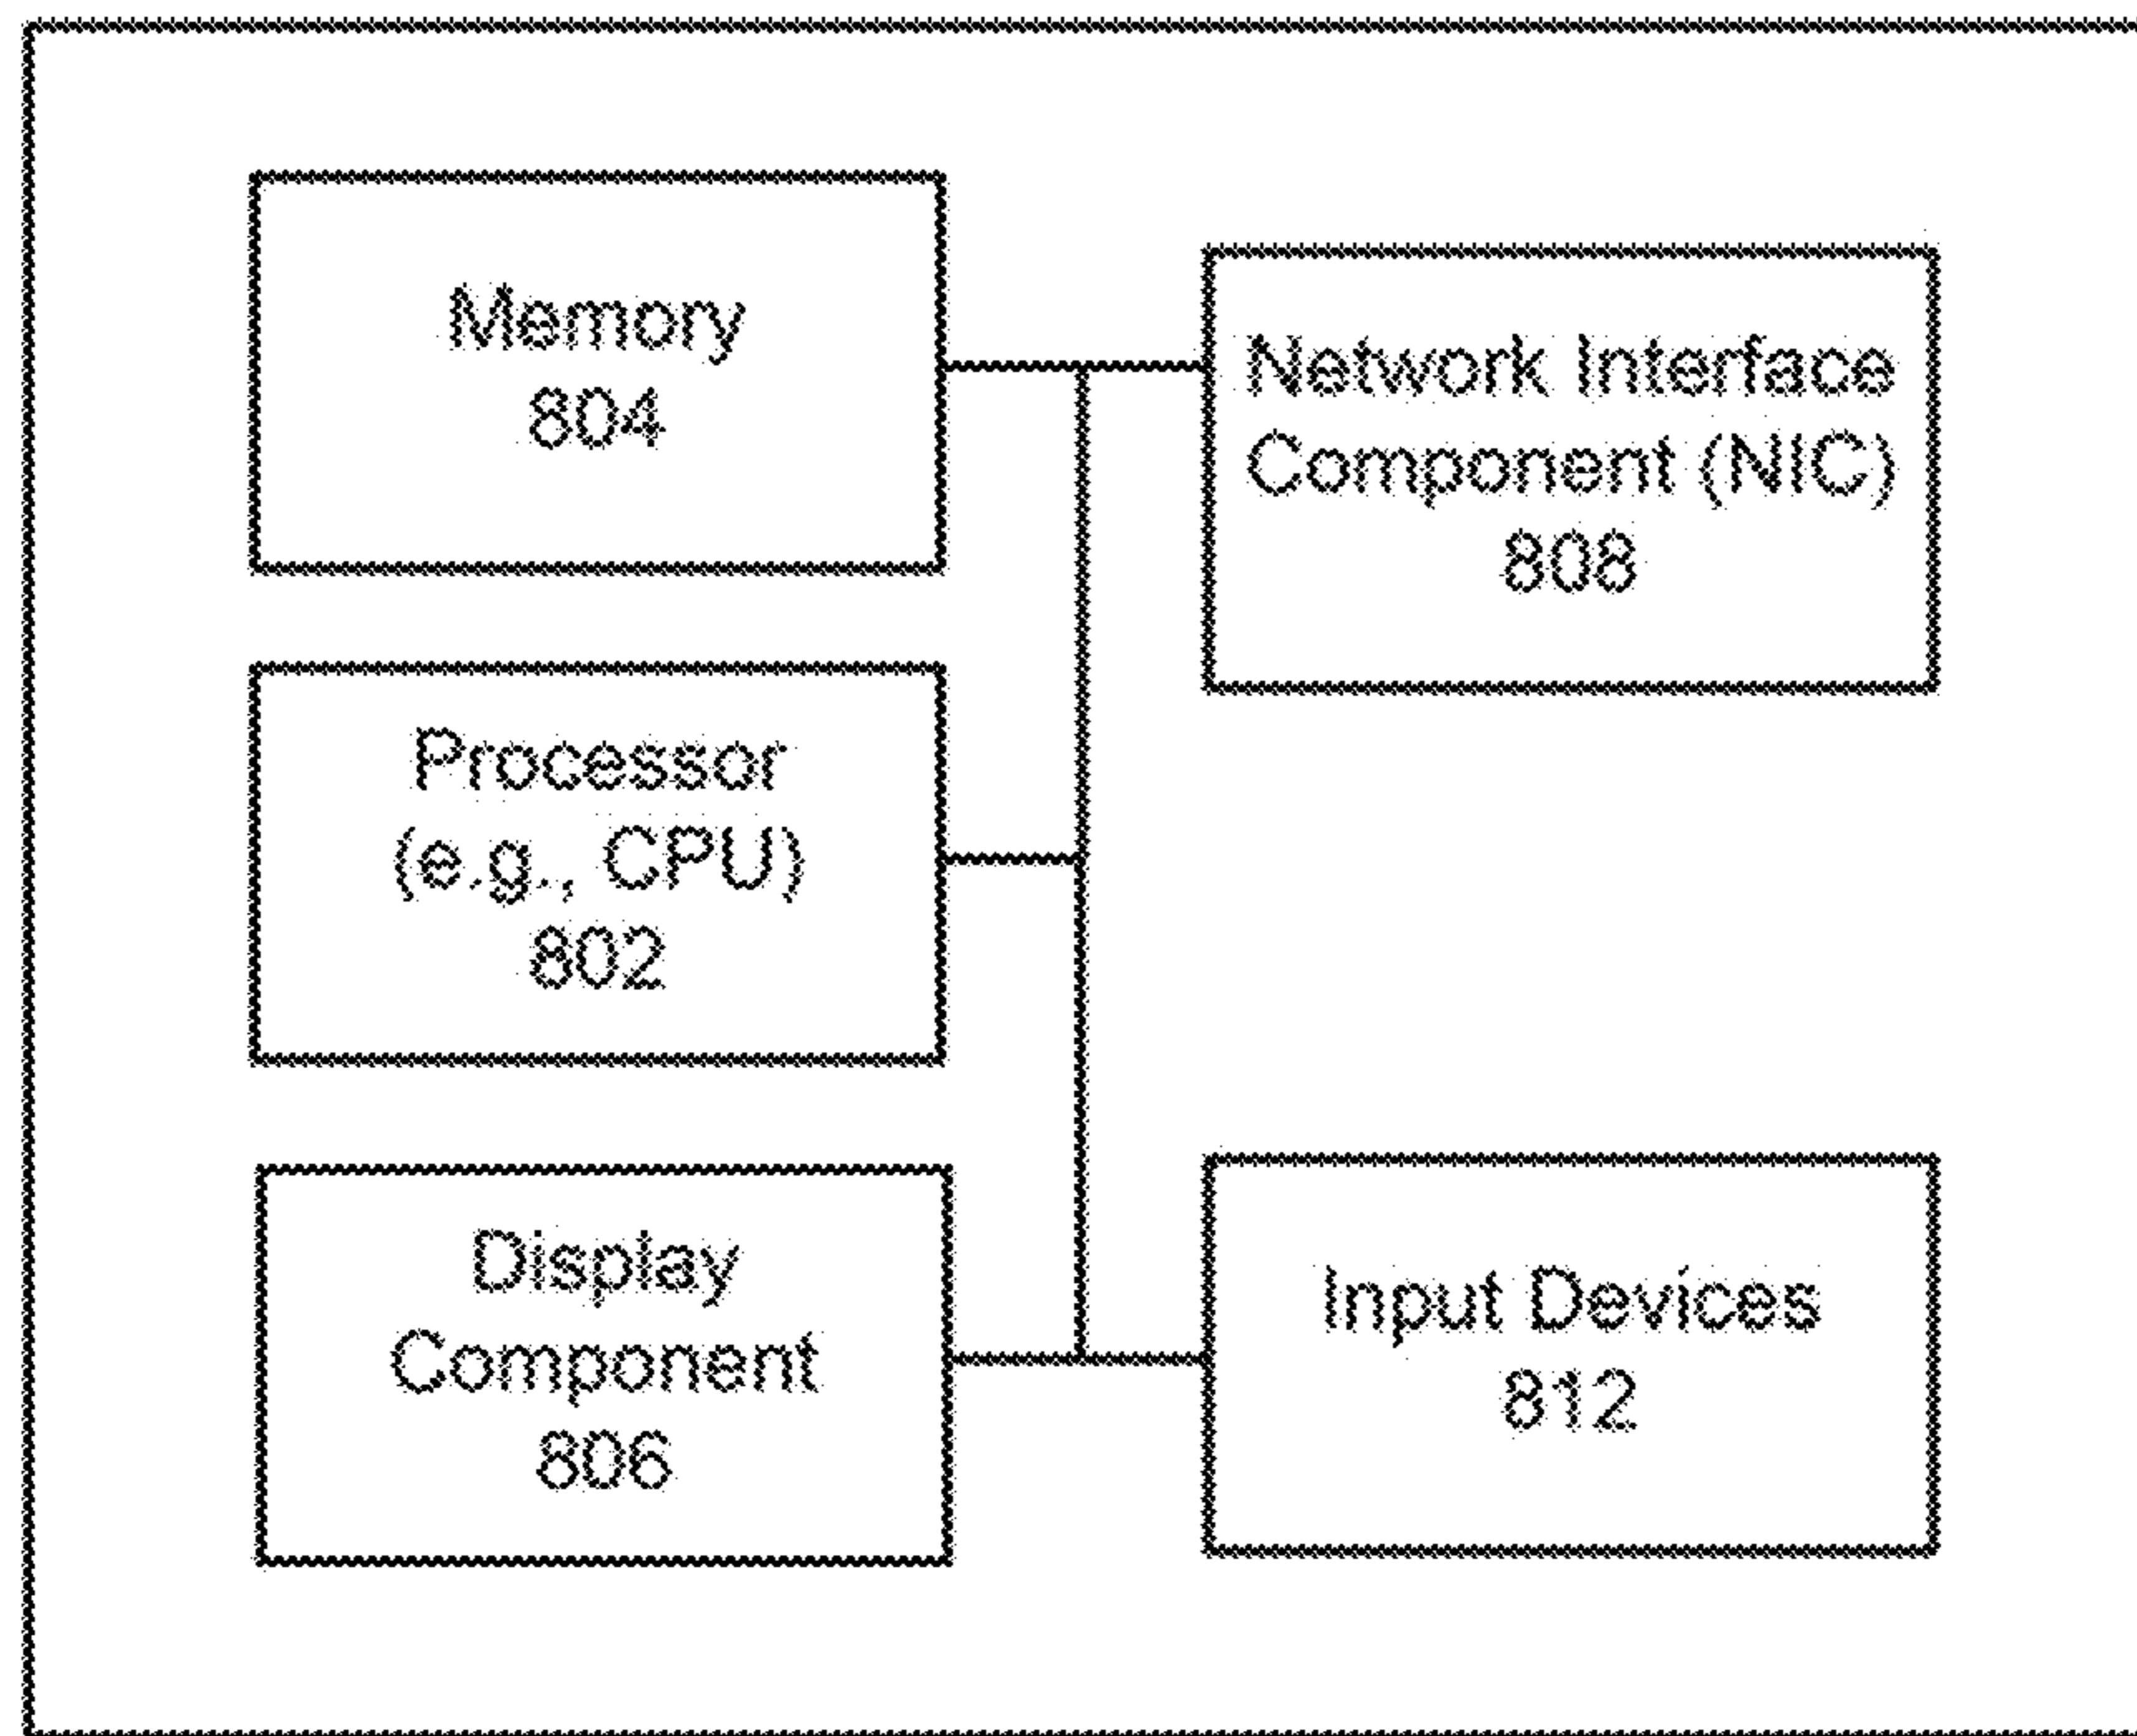 Memory
804
Network Interface
Component (NIC)
808
Processor
(e.g., CPU)
802
Display
Component
806
Input Devices
812